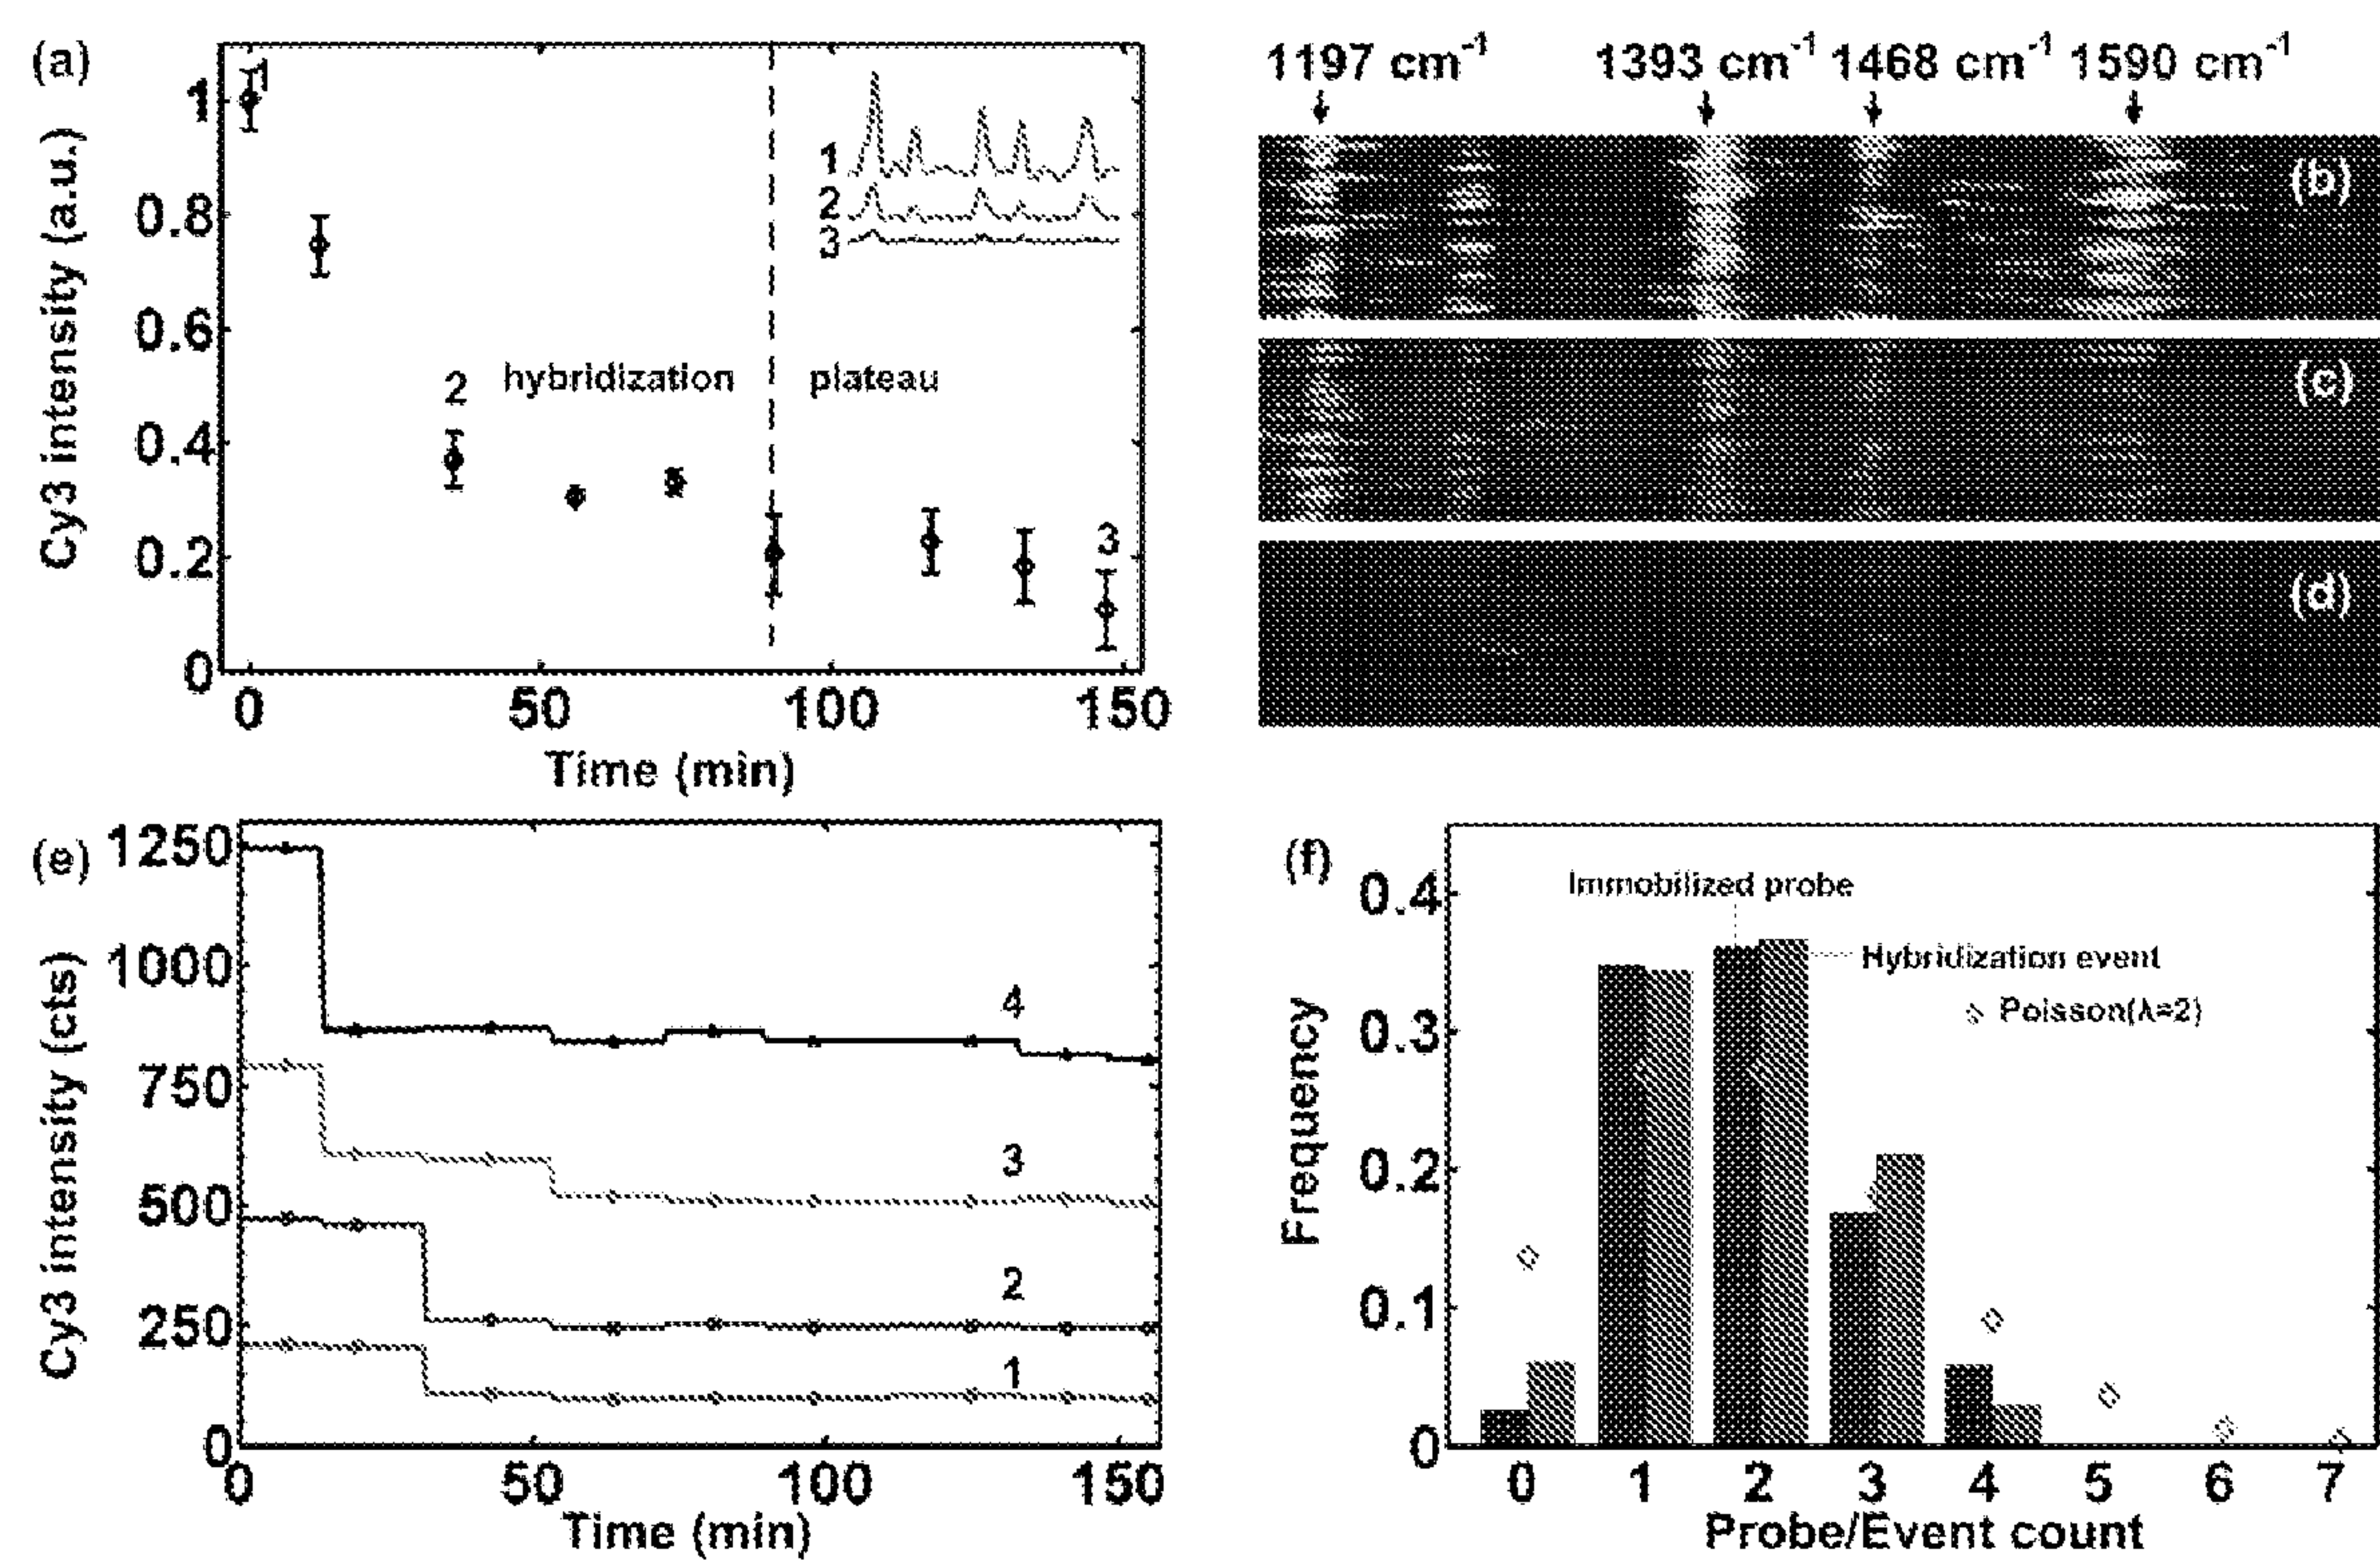 (a)
Cy3 intensity (a.u.)
1
0.8
0.6
0.4
0.2
0
1
2
3
hybridization
plateau
1
2
3
0
50
100
150
Time (min)
1197 cm-1
1393 cm-1
1468 cm-1
1590 cm-1
(b)
(c)
(d)
(e)
Cy3 intensity (cts)
1250
1000
750
500
250
0
4
3
2
1
0
50
100
150
Time (min)
(f)
Frequency
0.4
0.3
0.2
0.1
0
Immobilized probe
Hybridization event
Poisson(λ=2)
0
1
2
3
4
5
6
7
Probe/Event count